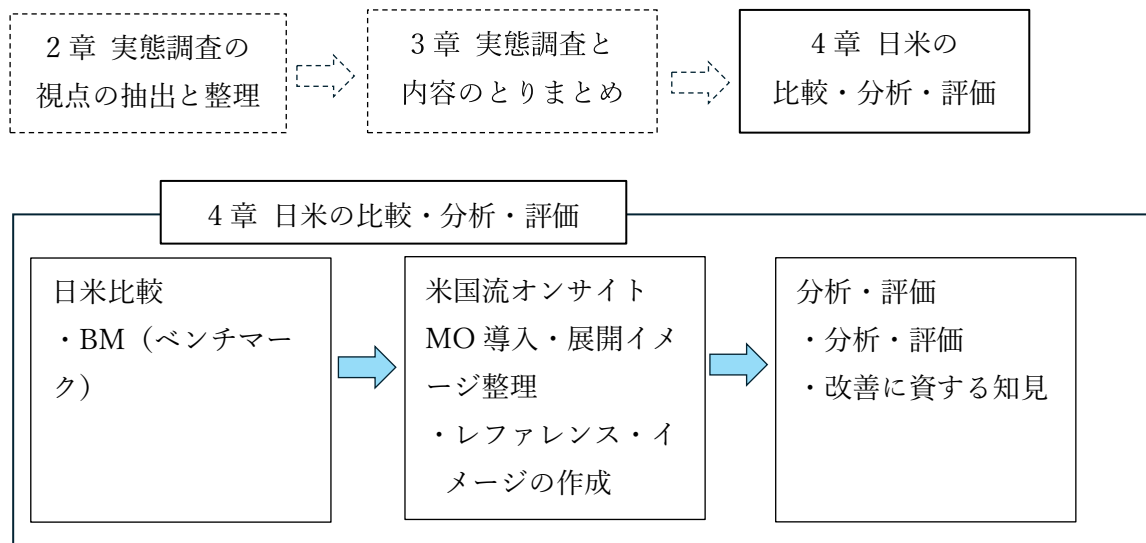 2章 実態調査の
視点の抽出と整理
3章 実態調査と
内容のとりまとめ
4章 日米の
比較・分析・評価
4章 日米の比較・分析・評価
日米比較
・BM（ベンチマー
ク）
米国流オンサイト
MO 導入・展開イメ
ージ整理
・レファレンス・イ
メージの作成
分析・評価
・分析・評価
・改善に資する知見